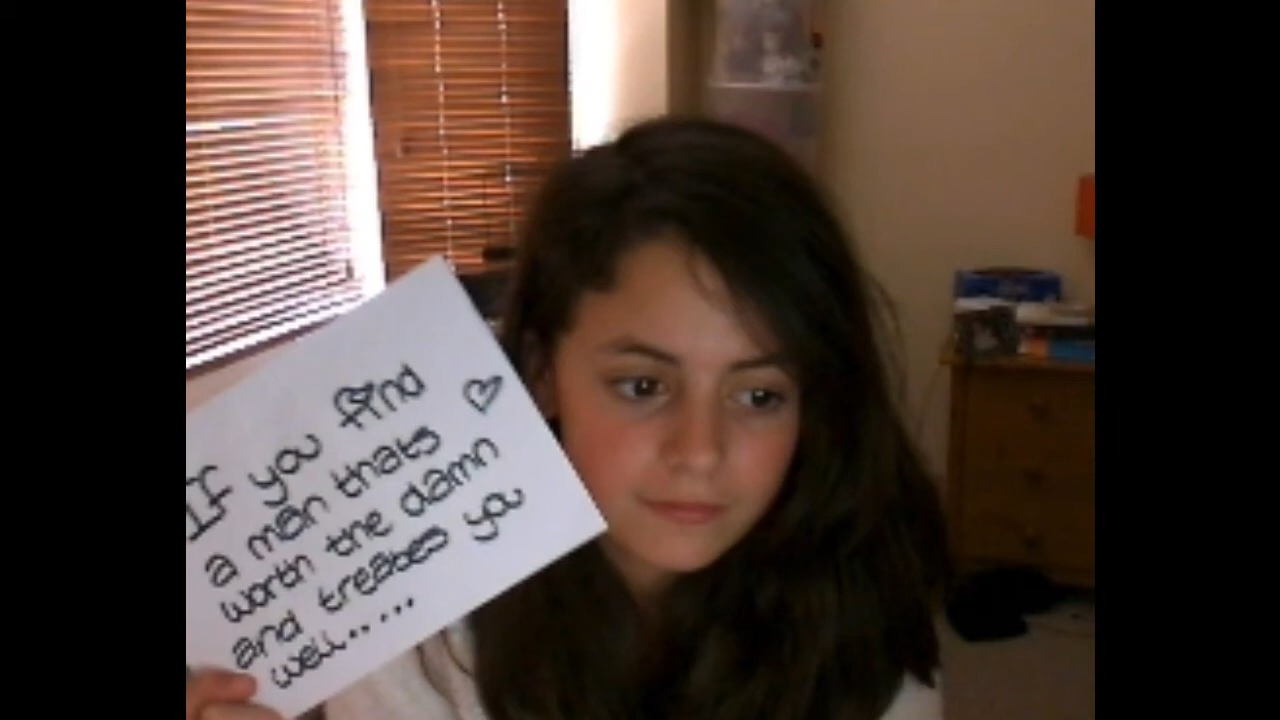 If you find
a man thats ♡
worth the damn
and treates you
well......